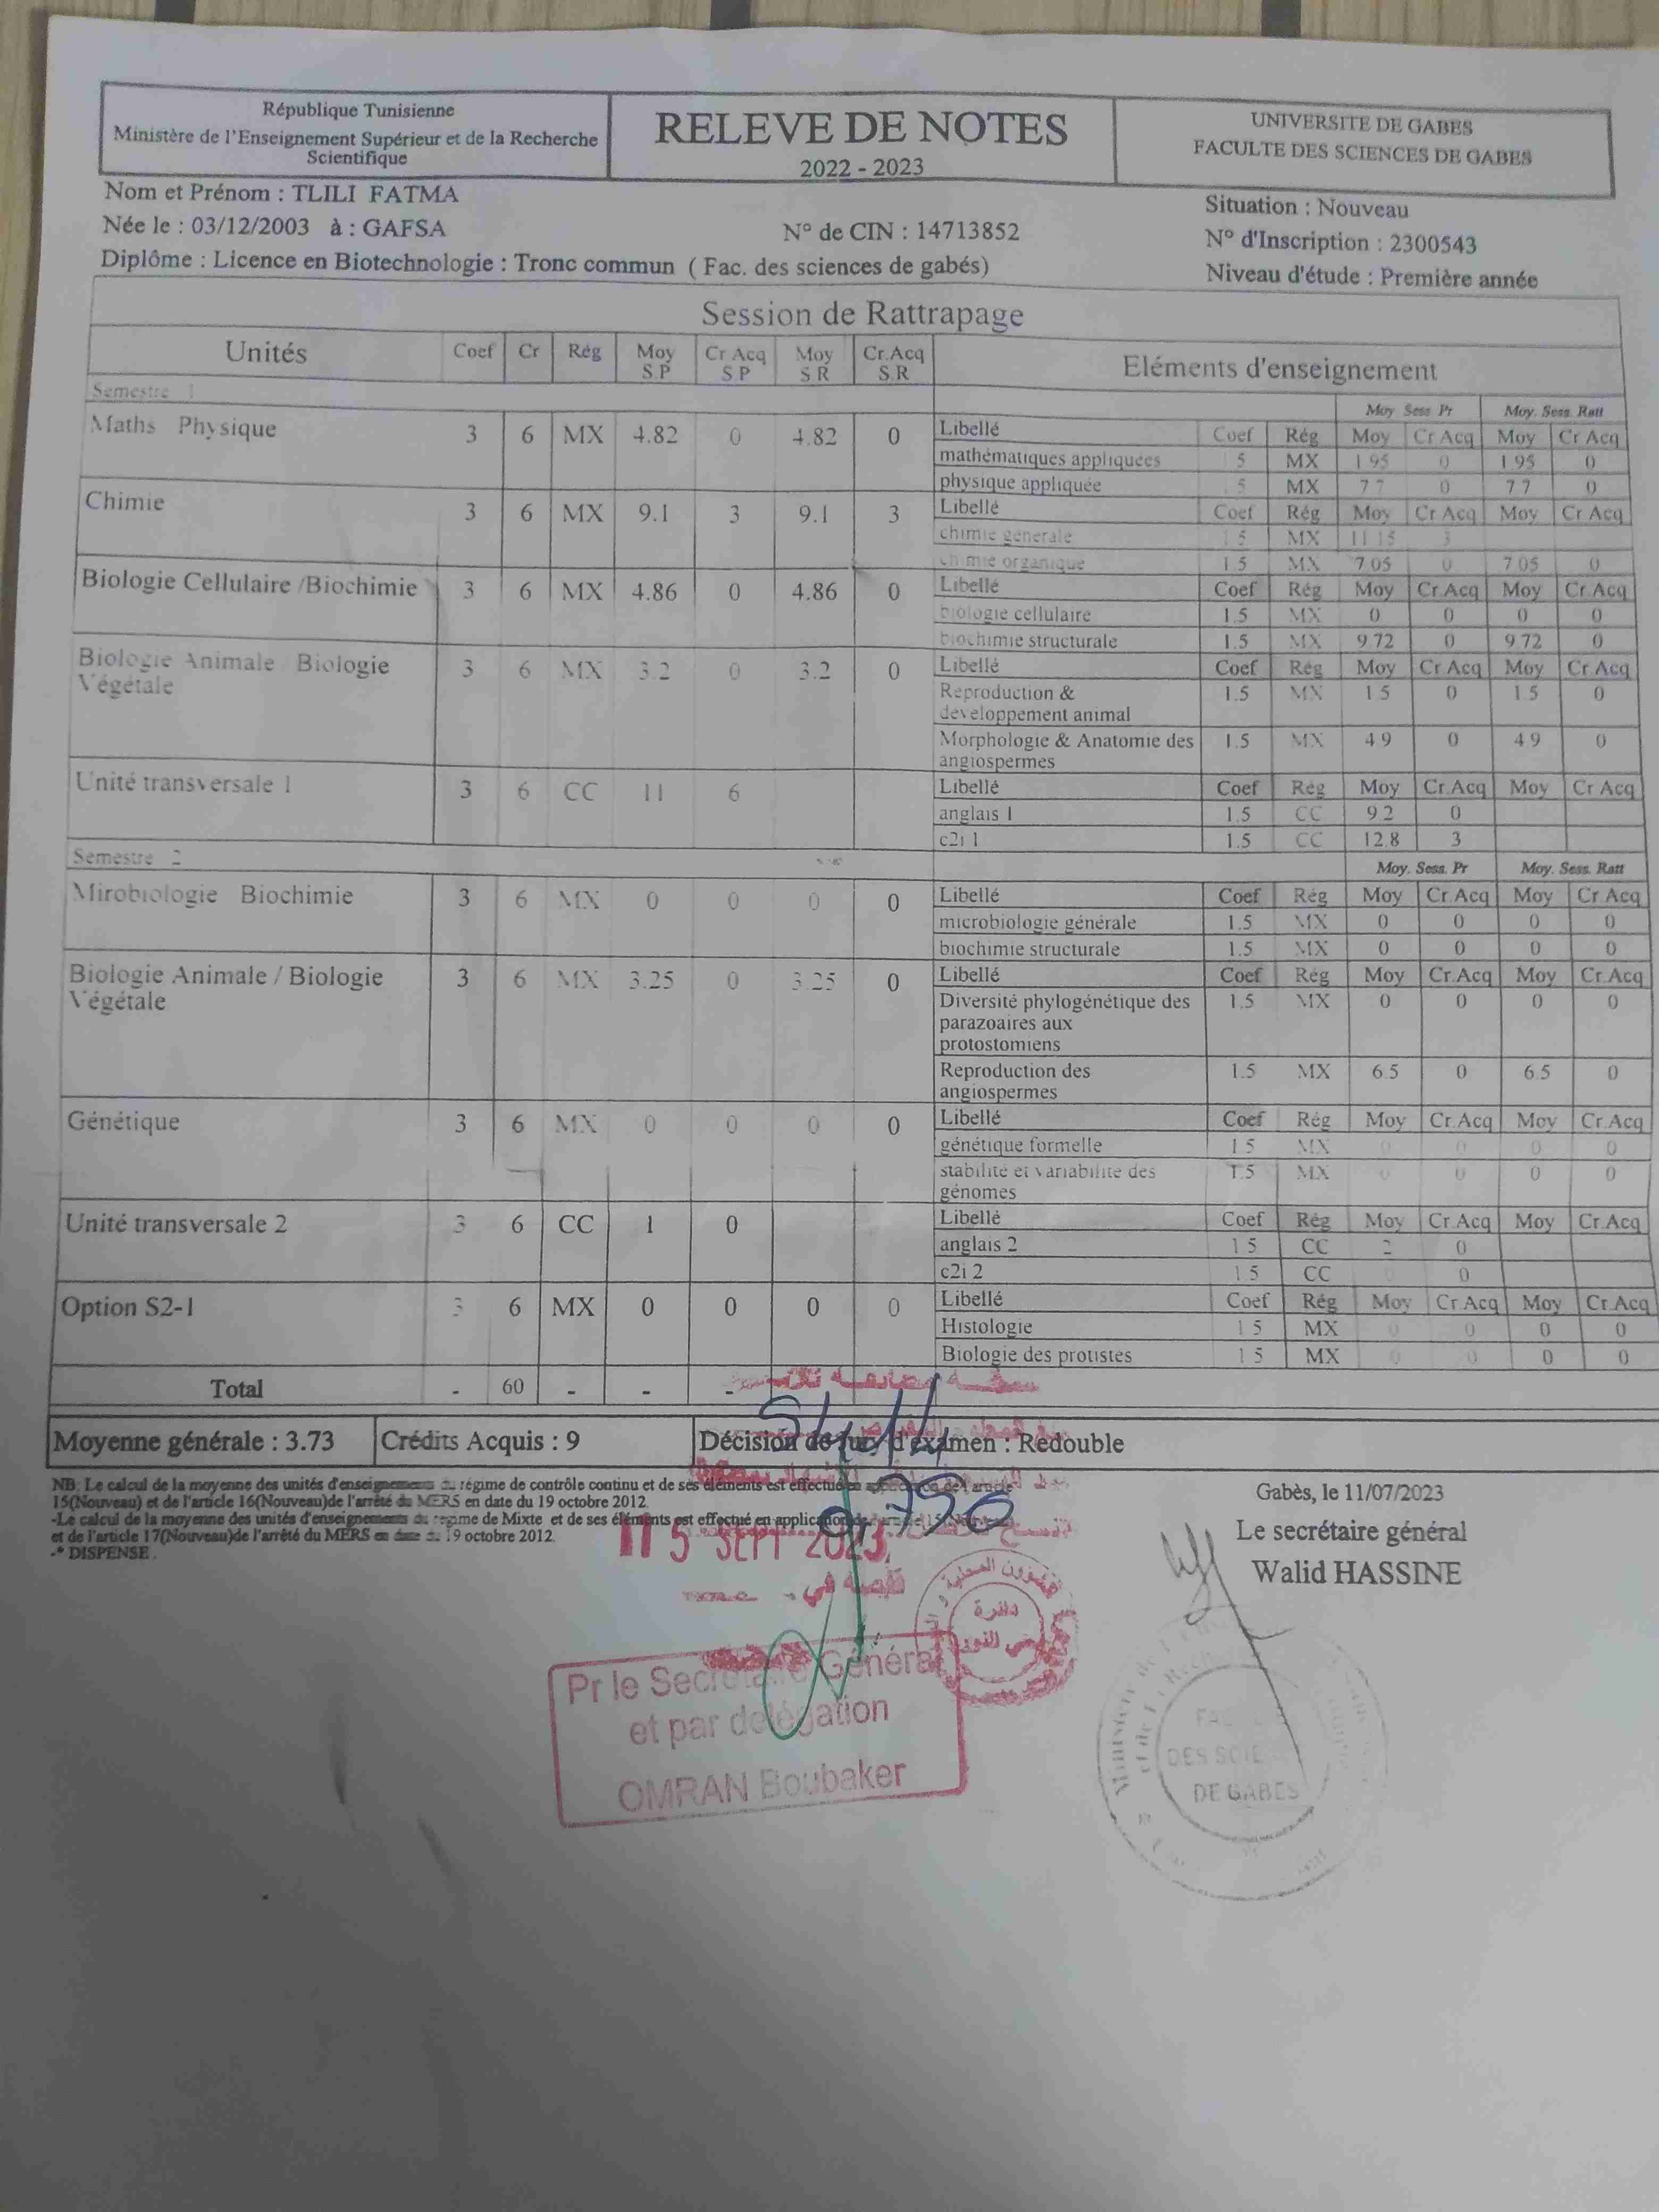 République Tunisienne
Ministère de l'Enseignement Supérieur et de la Recherche
Scientifique
RELEVE DE NOTES
2022 - 2023
UNIVERSITE DE GABES
FACULTE DES SCIENCES DE GABES
Nom et Prénom : TLILI FATMA
Née le : 03/12/2003 à : GAFSA
N° de CIN : 14713852
Diplôme : Licence en Biotechnologie : Tronc commun ( Fac. des sciences de gabés)
Situation : Nouveau
N° d'Inscription : 2300543
Niveau d'étude : Première année
Session de Rattrapage
Unités Coef Cr Rég Moy S.P Cr Acq S.P Moy S.R Cr.Acq S.R Eléments d'enseignement
Semestre 1
Moy Sess Pr Moy. Sess. Ratt
Maths Physique 3 6 MX 4.82 0 4.82 0
Libellé Coef Rég Moy Cr Acq Moy Cr Acq
mathématiques appliquées 5 MX 1 95 0 1 95 0
physique appliquée 5 MX 7 7 0 7 7 0
Chimie 3 6 MX 9.1 3 9.1 3
Libellé Coef Rég Moy Cr Acq Moy Cr Acq
chimie générale 1 5 MX 11 15 3
chimie organique 1.5 MX 7.05 0 7 05 0
Biologie Cellulaire /Biochimie 3 6 MX 4.86 0 4.86 0
Libellé Coef Rég Moy Cr.Acq Moy Cr.Acq
biologie cellulaire 1.5 MX 0 0 0 0
biochimie structurale 1.5 MX 9 72 0 9.72 0
Biologie Animale Biologie
Végétale 3 6 MX 3.2 0 3.2 0
Libellé Coef Rég Moy Cr.Acq Moy Cr.Acq
Reproduction &
developpement animal 1.5 MX 1 5 0 1 5 0
Morphologie & Anatomie des
angiospermes 1.5 MX 4 9 0 4 9 0
Unité transversale 1 3 6 CC 11 6
Libellé Coef Rég Moy Cr.Acq Moy Cr Acq
anglais 1 1.5 CC 9.2 0
c2i 1 1.5 CC 12.8 3
Semestre 2
Moy. Sess. Pr Moy. Sess. Ratt
Mirobiologie Biochimie 3 6 MX 0 0 0 0
Libellé Coef Rég Moy Cr.Acq Moy Cr.Acq
microbiologie générale 1.5 MX 0 0 0 0
biochimie structurale 1.5 MX 0 0 0 0
Biologie Animale / Biologie
Végétale 3 6 MX 3.25 0 3.25 0
Libellé Coef Rég Moy Cr.Acq Moy Cr.Acq
Diversité phylogénétique des
parazoaires aux
protostomiens 1.5 MX 0 0 0 0
Reproduction des
angiospermes 1.5 MX 6.5 0 6.5 0
Génétique 3 6 MX 0 0 0 0
Libellé Coef Rég Moy Cr.Acq Moy Cr.Acq
génétique formelle 1 5 MX 0 0 0 0
stabilité et variabilité des
génomes 1.5 MX 0 0 0 0
Unité transversale 2 3 6 CC 1 0
Libellé Coef Rég Moy Cr.Acq Moy Cr.Acq
anglais 2 1 5 CC 2 0
c2i 2 1 5 CC 0 0
Option S2-1 3 6 MX 0 0 0 0
Libellé Coef Rég Moy Cr.Acq Moy Cr.Acq
Histologie 1 5 MX 0 0 0 0
Biologie des protistes 1 5 MX 0 0 0 0
Total - 60 - - -
Moyenne générale : 3.73 Crédits Acquis : 9 Décision de jury d'examen : Redouble
NB: Le calcul de la moyenne des unités d'enseignements du régime de contrôle continu et de ses éléments est effectué en application de l'article
15(Nouveau) et de l'article 16(Nouveau)de l'arrêté du MERS en date du 19 octobre 2012.
-Le calcul de la moyenne des unités d'enseignements du régime de Mixte et de ses éléments est effectué en application de
et de l'article 17(Nouveau)de l'arrêté du MERS en date du 19 octobre 2012.
-* DISPENSE .
Gabès, le 11/07/2023
Le secrétaire général
Walid HASSINE
SEPT 2023
Pr le Secrétaire Général
et par délégation
OMRAN Boubaker
دائرة
DE GABES